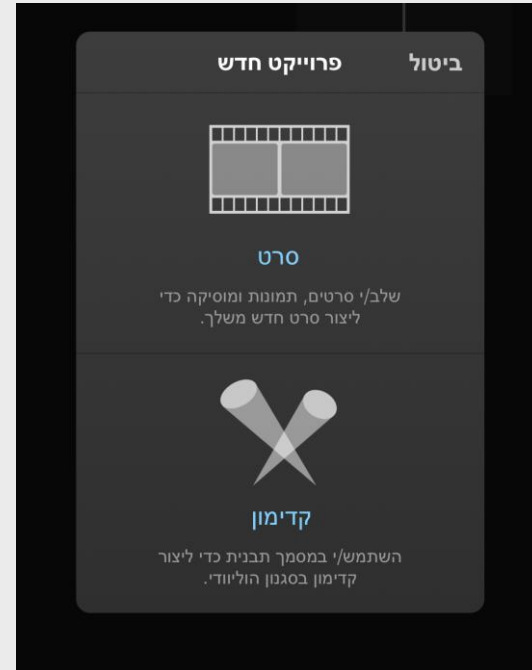 ביטול
פרוייקט חדש
סרט
שלב/י סרטים, תמונות ומוסיקה כדי
ליצור סרט חדש משלך.
קדימון
השתמש/י במסמך תבנית כדי ליצור
קדימון בסגנון הוליוודי.